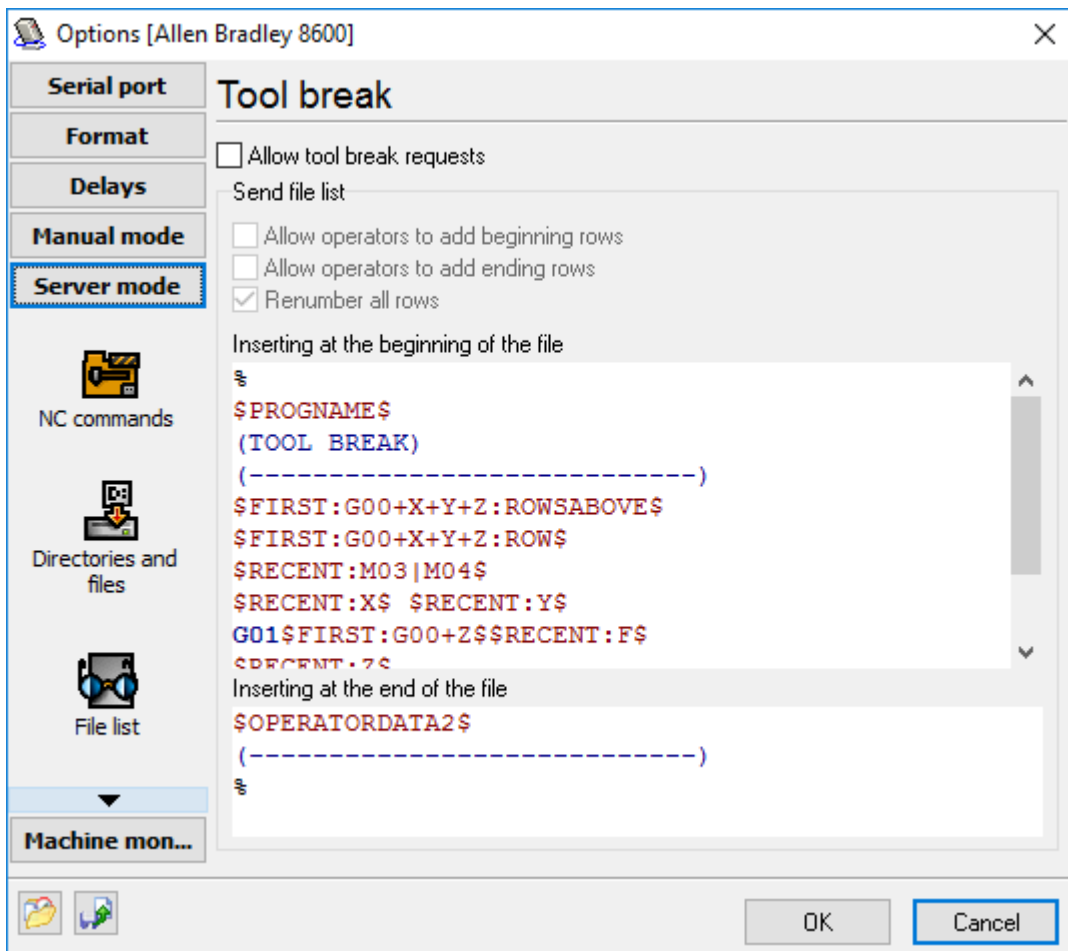 Options [Allen Bradley 8600]
Serial port
Format
Delays
Manual mode
Server mode
NC commands
Directories and
files
File list
Machine mon...
Tool break
Allow tool break requests
Send file list
Allow operators to add beginning rows
Allow operators to add ending rows
Renumber all rows
Inserting at the beginning of the file
%
$PROGNAME$
(TOOL BREAK)
(----------------------------)
$FIRST:G00+X+Y+Z:ROWSABOVE$
$FIRST:G00+X+Y+Z:ROW$
$RECENT:M03|M04$
$RECENT:X$ $RECENT:Y$
G01$FIRST:G00+Z$$RECENT:F$
$RECENT:Z$
Inserting at the end of the file
$OPERATORDATA2$
(----------------------------)
%
OK
Cancel